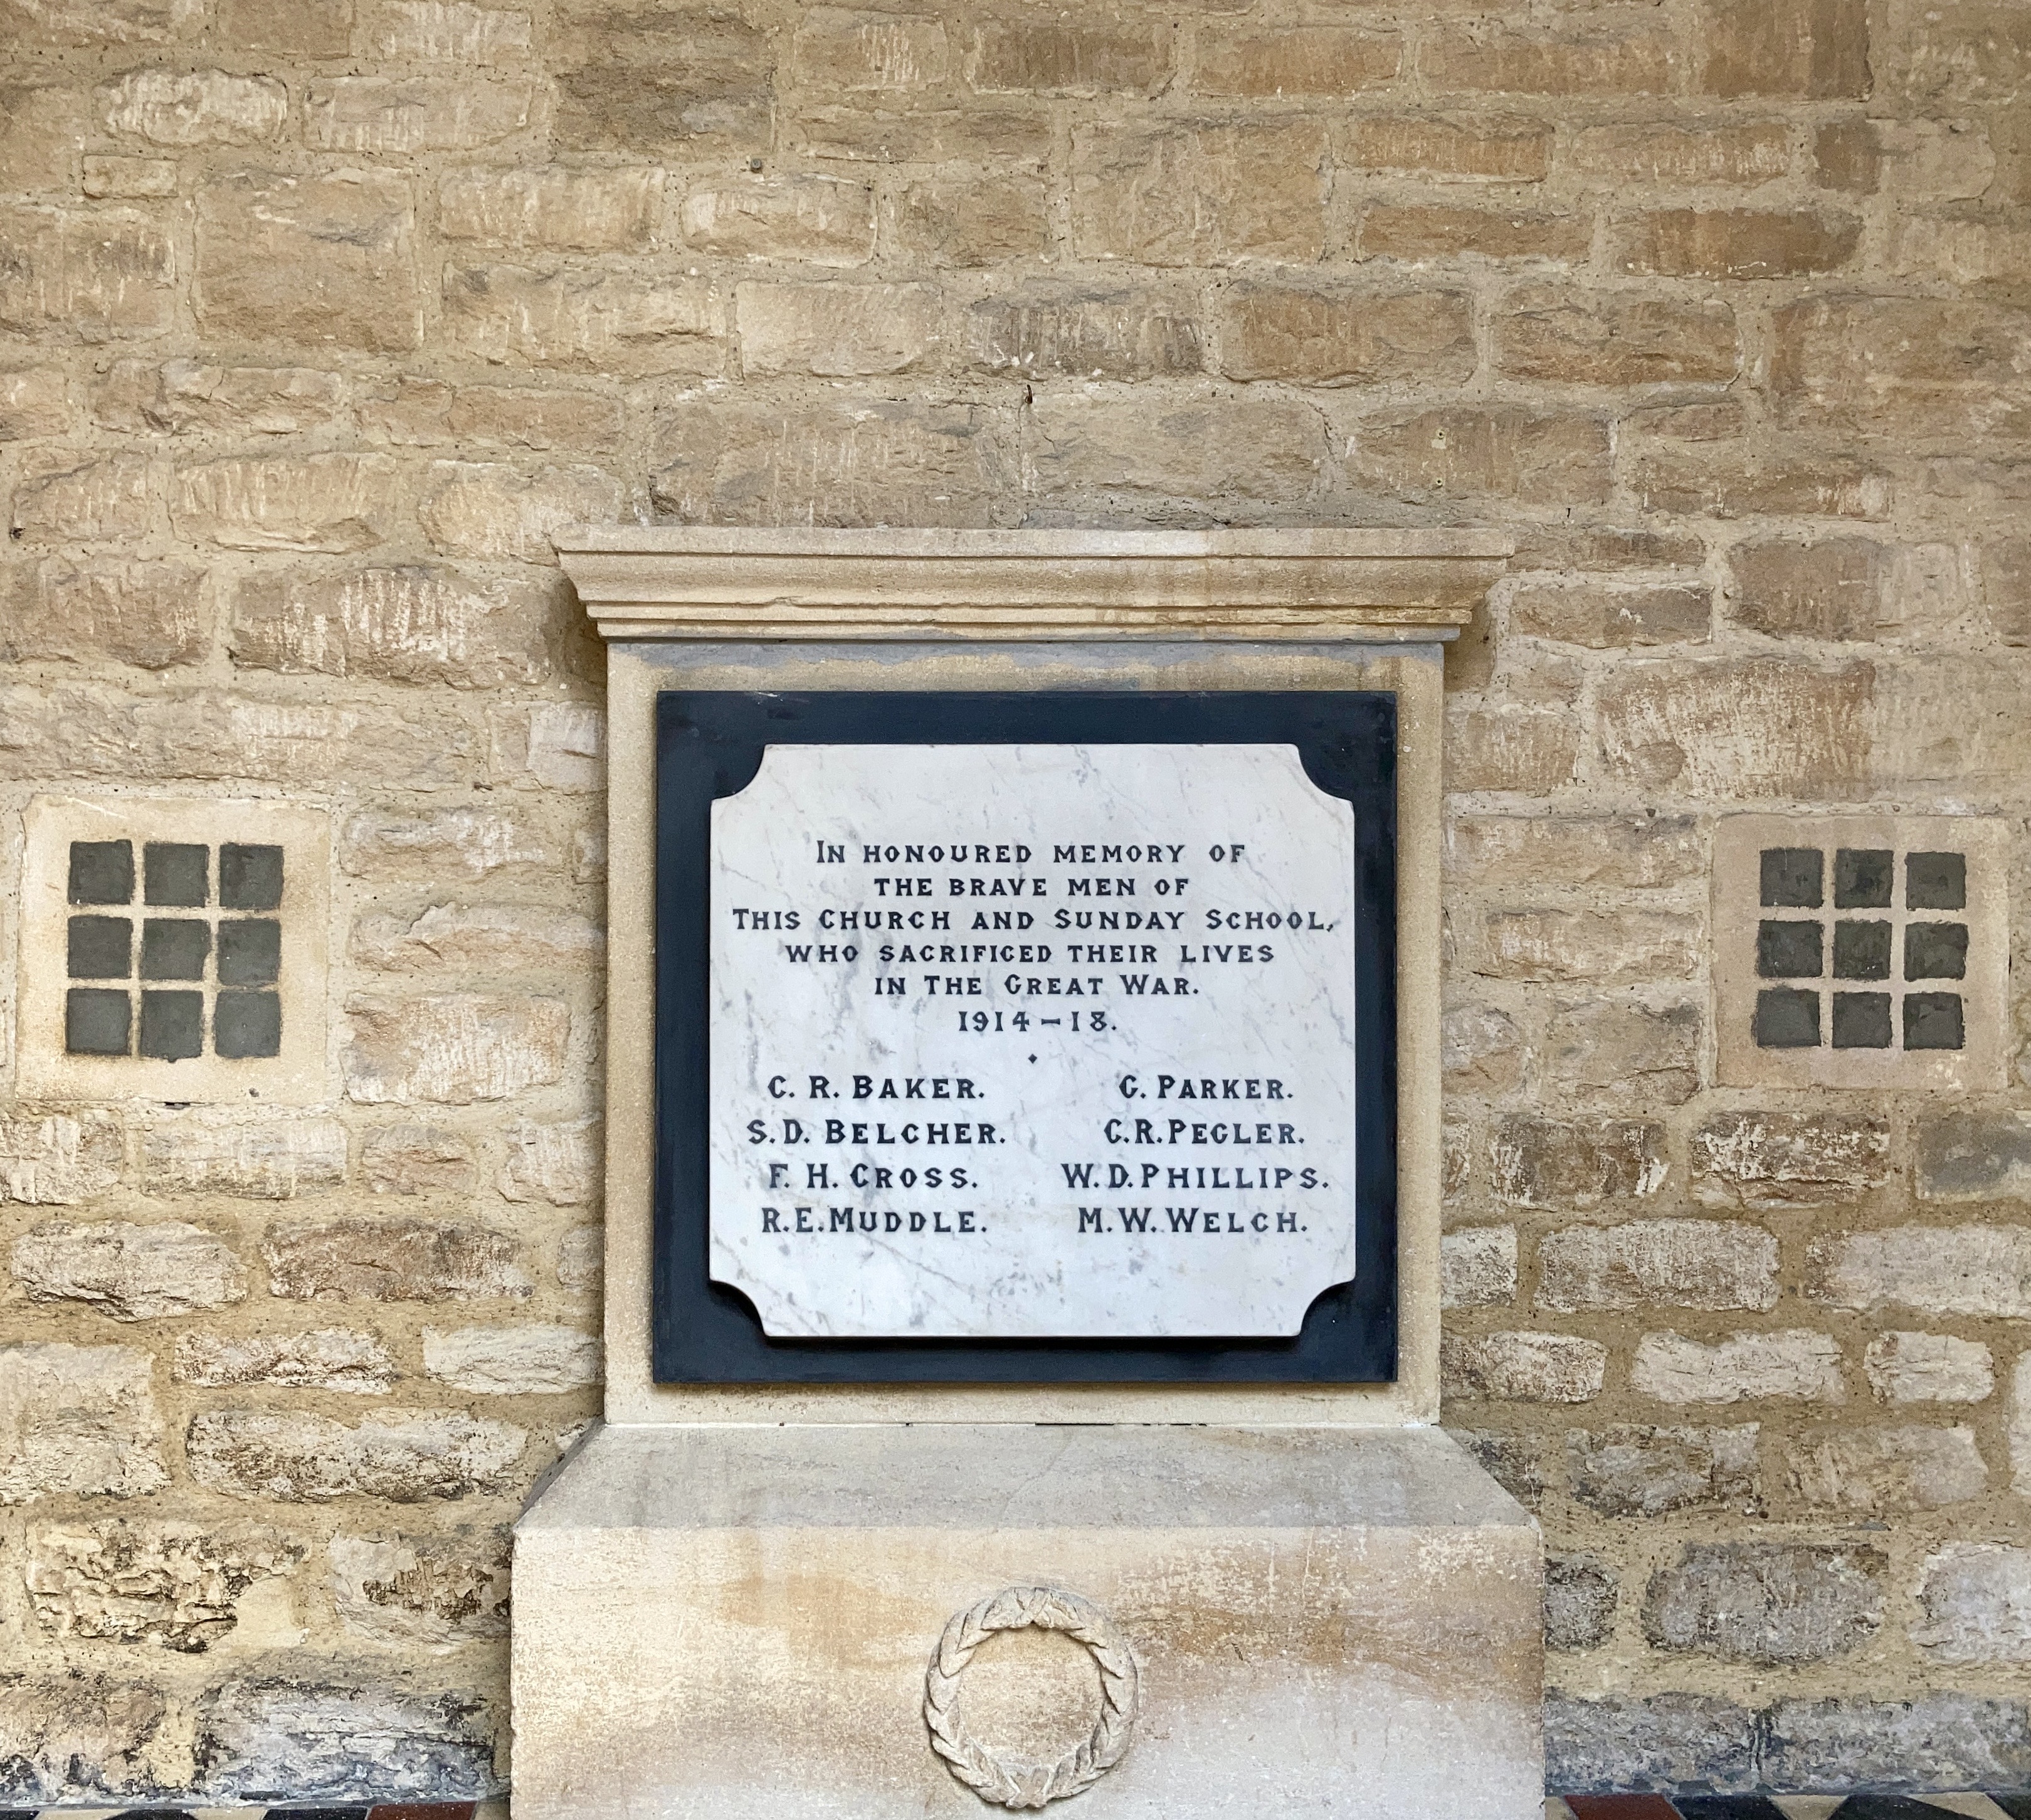 IN HONOURED MEMORY OF
THE BRAVE MEN OF
THIS CHURCH AND SUNDAY SCHOOL,
WHO SACRIFICED THEIR LIVES
IN THE GREAT WAR.
1914-18.
C. R. BAKER.
S. D. BELCHER.
F. H. CROSS.
R. E. MUDDLE.
G. PARKER.
C. R. PEGLER.
W. D. PHILLIPS.
M. W. WELCH.